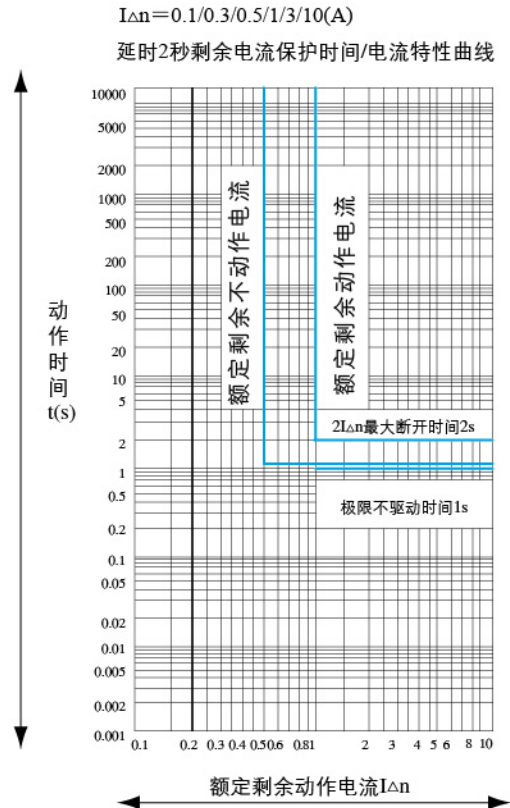 I△n＝0.1/0.3/0.5/1/3/10(A)
延时2秒剩余电流保护时间/电流特性曲线
10000
5000
2000
1000
500
200
100
50
20
10
5
2
1
0.5
0.2
0.1
0.05
0.02
0.01
0.005
0.002
0.001
动作时间t(s)
额定剩余不动作电流
额定剩余动作电流
2I△n最大断开时间2s
极限不驱动时间1s
0.1 0.2 0.3 0.4 0.50.6 0.81 2 3 4 5 6 8 10
额定剩余动作电流I△n